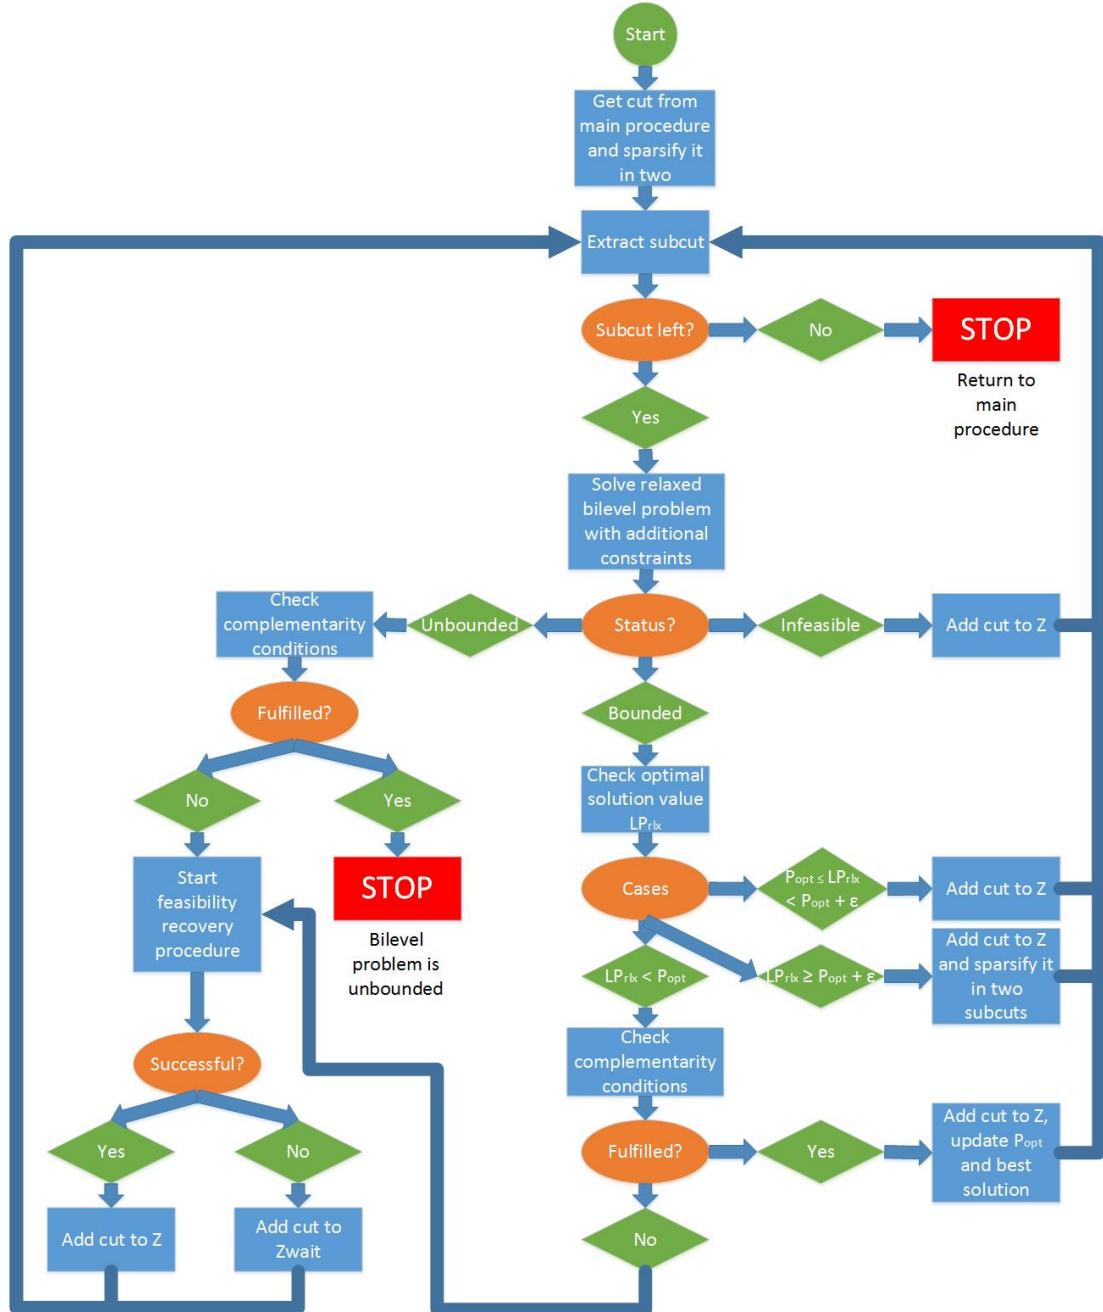 Start
Get cut from
main procedure
and sparsify it
in two
Extract subcut
Subcut left?
No
STOP
Return to
main
procedure
Yes
Solve relaxed
bilevel problem
with additional
constraints
Check
complementarity
conditions
Unbounded
Status?
Infeasible
Add cut to Z
Fulfilled?
Bounded
No
Yes
Check optimal
solution value
LPrlx
Start
feasibility
recovery
procedure
STOP
Bilevel
problem is
unbounded
Cases
Popt ≤ LPrlx
< Popt + ε
Add cut to Z
LPrlx < Popt
LPrlx ≥ Popt + ε
Add cut to Z
and sparsify it
in two
subcuts
Successful?
Check
complementarity
conditions
Yes
No
Fulfilled?
Yes
Add cut to Z,
update Popt
and best
solution
Add cut to Z
Add cut to
Zwait
No